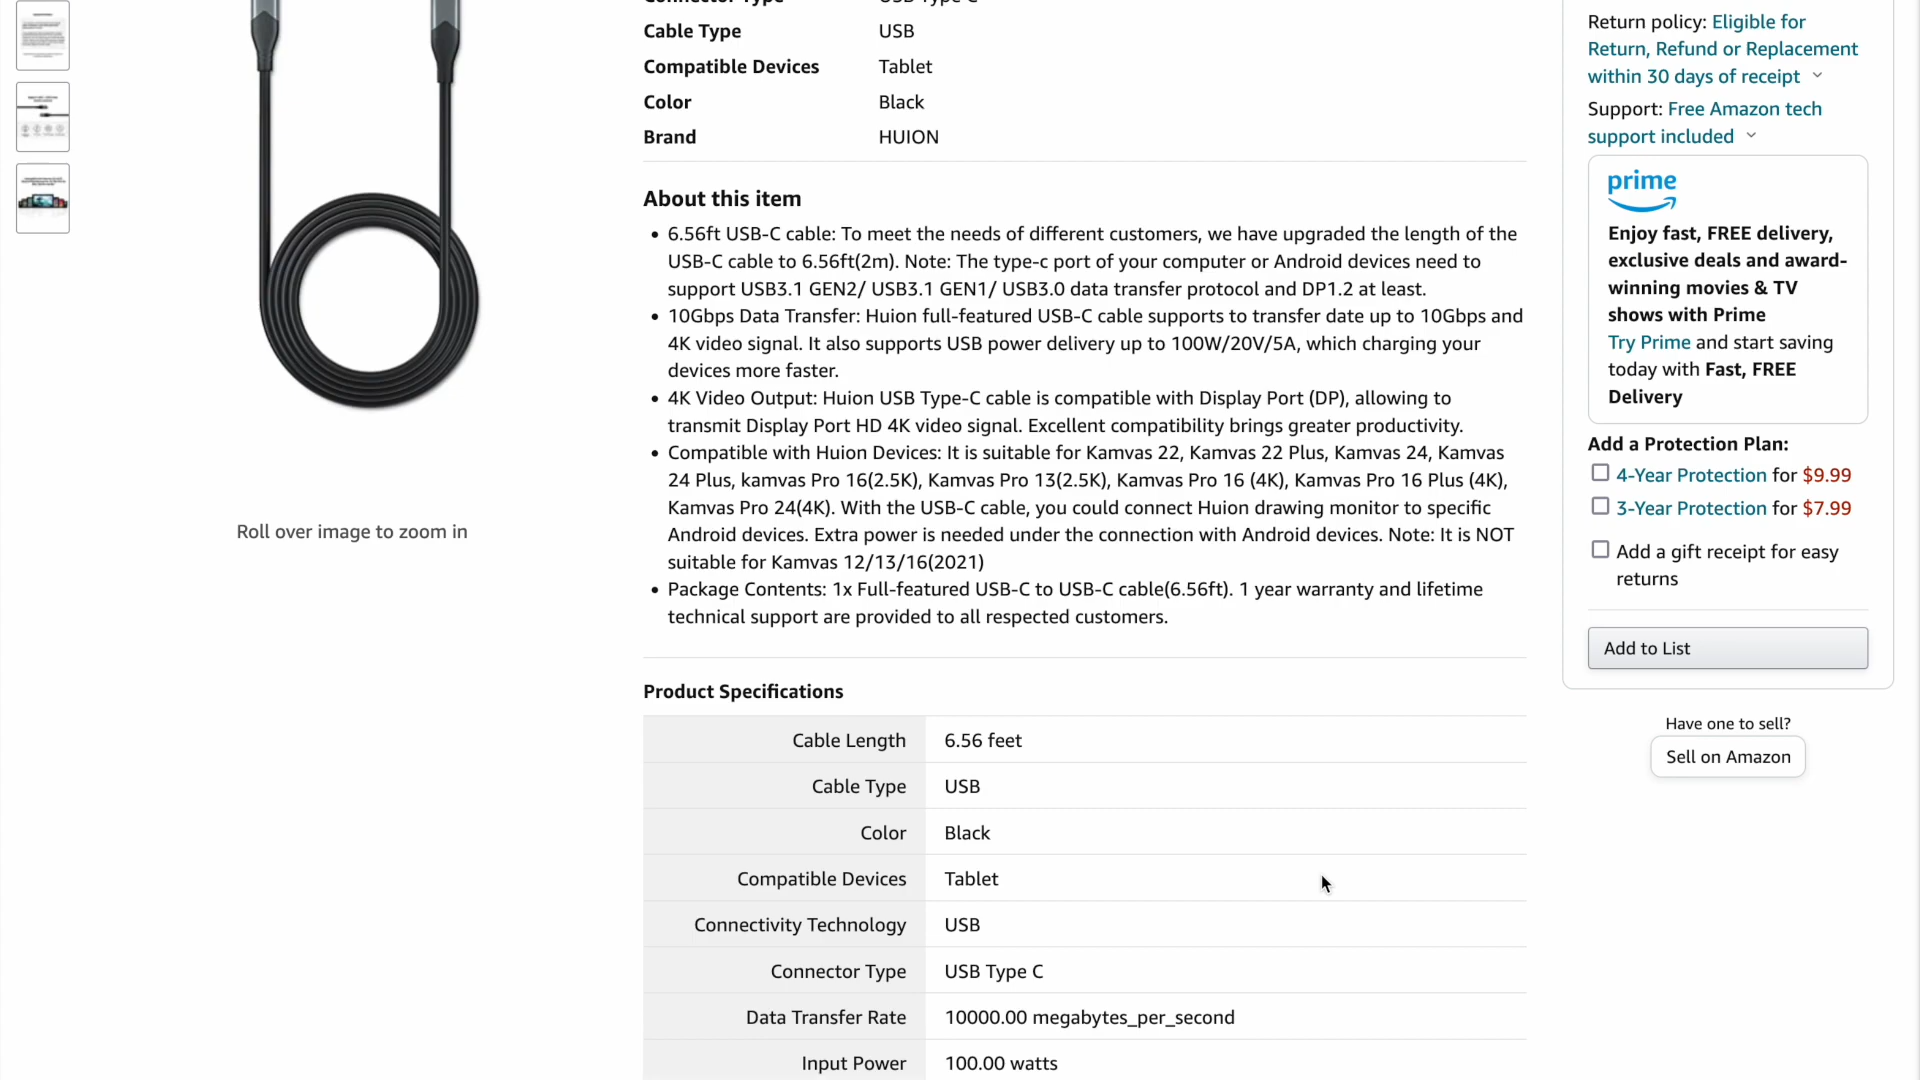 USB Type C
Cable Type USB
Compatible Devices Tablet
Color Black
Brand HUION
About this item
• 6.56ft USB-C cable: To meet the needs of different customers, we have upgraded the length of the
USB-C cable to 6.56ft(2m). Note: The type-c port of your computer or Android devices need to
support USB3.1 GEN2/ USB3.1 GEN1/ USB3.0 data transfer protocol and DP1.2 at least.
• 10Gbps Data Transfer: Huion full-featured USB-C cable supports to transfer date up to 10Gbps and
4K video signal. It also supports USB power delivery up to 100W/20V/5A, which charging your
devices more faster.
• 4K Video Output: Huion USB Type-C cable is compatible with Display Port (DP), allowing to
transmit Display Port HD 4K video signal. Excellent compatibility brings greater productivity.
• Compatible with Huion Devices: It is suitable for Kamvas 22, Kamvas 22 Plus, Kamvas 24, Kamvas
24 Plus, kamvas Pro 16(2.5K), Kamvas Pro 13(2.5K), Kamvas Pro 16 (4K), Kamvas Pro 16 Plus (4K),
Kamvas Pro 24(4K). With the USB-C cable, you could connect Huion drawing monitor to specific
Android devices. Extra power is needed under the connection with Android devices. Note: It is NOT
suitable for Kamvas 12/13/16(2021)
• Package Contents: 1x Full-featured USB-C to USB-C cable(6.56ft). 1 year warranty and lifetime
technical support are provided to all respected customers.
Roll over image to zoom in
Product Specifications
Cable Length 6.56 feet
Cable Type USB
Color Black
Compatible Devices Tablet
Connectivity Technology USB
Connector Type USB Type C
Data Transfer Rate 10000.00 megabytes_per_second
Input Power 100.00 watts
Return policy: Eligible for
Return, Refund or Replacement
within 30 days of receipt
Support: Free Amazon tech
support included
prime
Enjoy fast, FREE delivery,
exclusive deals and award-
winning movies & TV
shows with Prime
Try Prime and start saving
today with Fast, FREE
Delivery
Add a Protection Plan:
4-Year Protection for $9.99
3-Year Protection for $7.99
Add a gift receipt for easy
returns
Add to List
Have one to sell?
Sell on Amazon